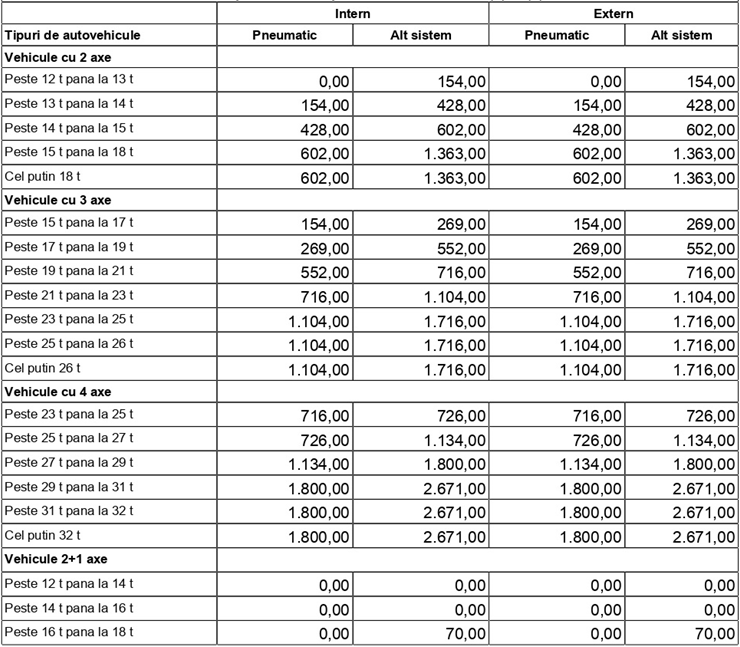 Intern Extern
Tipuri de autovehicule Pneumatic Alt sistem Pneumatic Alt sistem
Vehicule cu 2 axe
Peste 12 t pana la 13 t 0,00 154,00 0,00 154,00
Peste 13 t pana la 14 t 154,00 428,00 154,00 428,00
Peste 14 t pana la 15 t 428,00 602,00 428,00 602,00
Peste 15 t pana la 18 t 602,00 1.363,00 602,00 1.363,00
Cel putin 18 t 602,00 1.363,00 602,00 1.363,00
Vehicule cu 3 axe
Peste 15 t pana la 17 t 154,00 269,00 154,00 269,00
Peste 17 t pana la 19 t 269,00 552,00 269,00 552,00
Peste 19 t pana la 21 t 552,00 716,00 552,00 716,00
Peste 21 t pana la 23 t 716,00 1.104,00 716,00 1.104,00
Peste 23 t pana la 25 t 1.104,00 1.716,00 1.104,00 1.716,00
Peste 25 t pana la 26 t 1.104,00 1.716,00 1.104,00 1.716,00
Cel putin 26 t 1.104,00 1.716,00 1.104,00 1.716,00
Vehicule cu 4 axe
Peste 23 t pana la 25 t 716,00 726,00 716,00 726,00
Peste 25 t pana la 27 t 726,00 1.134,00 726,00 1.134,00
Peste 27 t pana la 29 t 1.134,00 1.800,00 1.134,00 1.800,00
Peste 29 t pana la 31 t 1.800,00 2.671,00 1.800,00 2.671,00
Peste 31 t pana la 32 t 1.800,00 2.671,00 1.800,00 2.671,00
Cel putin 32 t 1.800,00 2.671,00 1.800,00 2.671,00
Vehicule 2+1 axe
Peste 12 t pana la 14 t 0,00 0,00 0,00 0,00
Peste 14 t pana la 16 t 0,00 0,00 0,00 0,00
Peste 16 t pana la 18 t 0,00 70,00 0,00 70,00